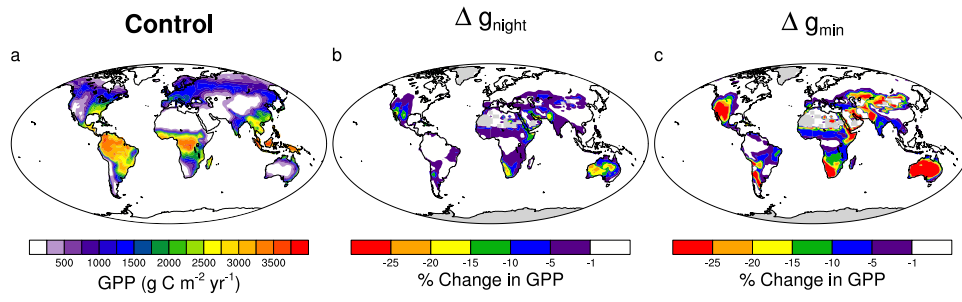 Control
Δ gnight
Δ gmin
a
b
c
500 1000 1500 2000 2500 3000 3500
GPP (g C m⁻² yr⁻¹)
-25 -20 -15 -10 -5 -1
% Change in GPP
-25 -20 -15 -10 -5 -1
% Change in GPP